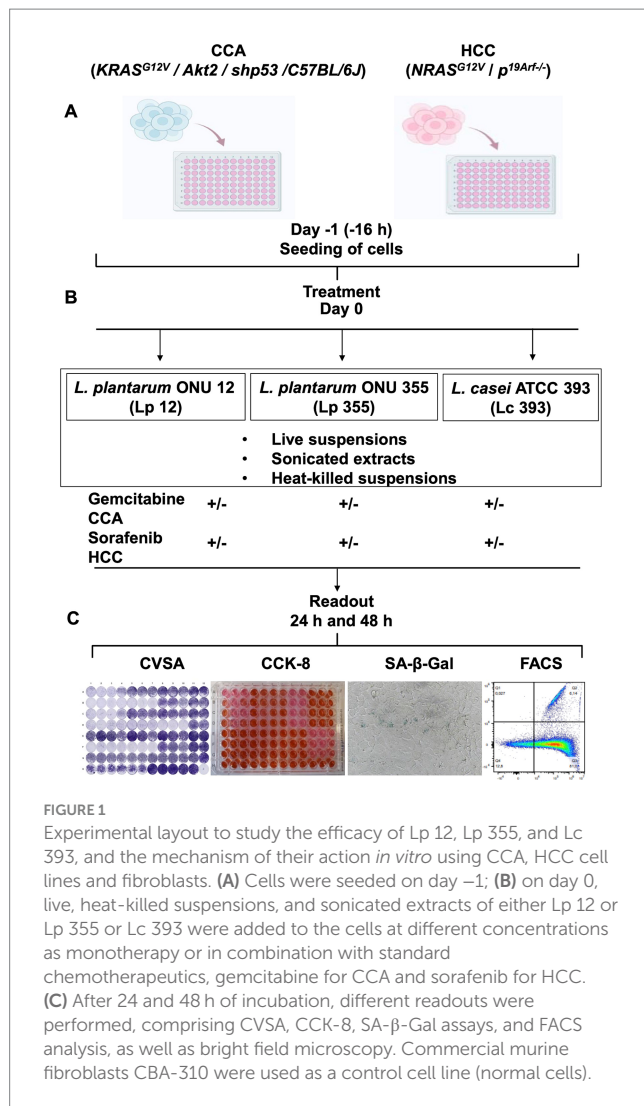 CCA
(KRASG12V / Akt2 / shp53 /C57BL/6J)
HCC
(NRASG12V / p19Arf-/-)
A
Day -1 (-16 h)
Seeding of cells
B
Treatment
Day 0
L. plantarum ONU 12
(Lp 12)
L. plantarum ONU 355
(Lp 355)
L. casei ATCC 393
(Lc 393)
• Live suspensions
• Sonicated extracts
• Heat-killed suspensions
Gemcitabine +/- +/- +/-
CCA
Sorafenib +/- +/- +/-
HCC
Readout
24 h and 48 h
C
CVSA CCK-8 SA-β-Gal FACS
FIGURE 1
Experimental layout to study the efficacy of Lp 12, Lp 355, and Lc
393, and the mechanism of their action in vitro using CCA, HCC cell
lines and fibroblasts. (A) Cells were seeded on day −1; (B) on day 0,
live, heat-killed suspensions, and sonicated extracts of either Lp 12 or
Lp 355 or Lc 393 were added to the cells at different concentrations
as monotherapy or in combination with standard
chemotherapeutics, gemcitabine for CCA and sorafenib for HCC.
(C) After 24 and 48 h of incubation, different readouts were
performed, comprising CVSA, CCK-8, SA-β-Gal assays, and FACS
analysis, as well as bright field microscopy. Commercial murine
fibroblasts CBA-310 were used as a control cell line (normal cells).